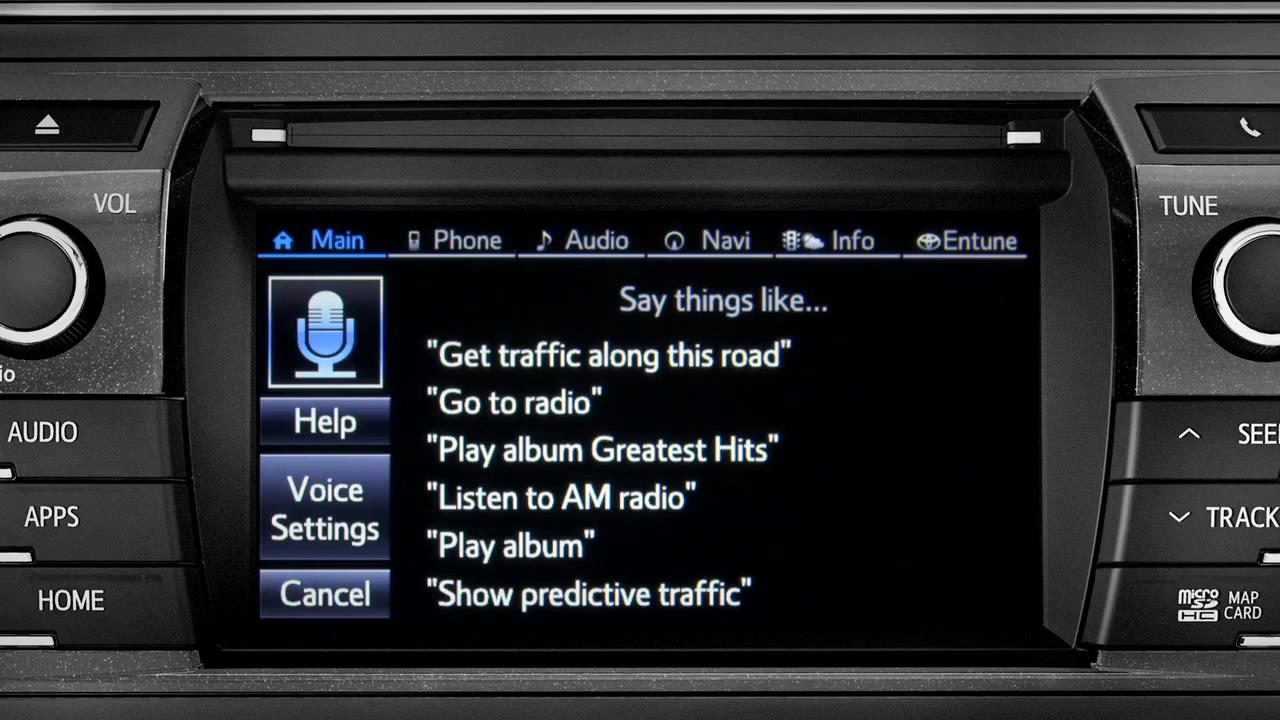 VOL
TUNE
Main Phone Audio Navi Info Entune
Say things like...
"Get traffic along this road"
"Go to radio"
"Play album Greatest Hits"
"Listen to AM radio"
"Play album"
"Show predictive traffic"
Help
Voice
Settings
Cancel
io
AUDIO
APPS
HOME
SEE
TRACK
micro
SD
HC
MAP
CARD